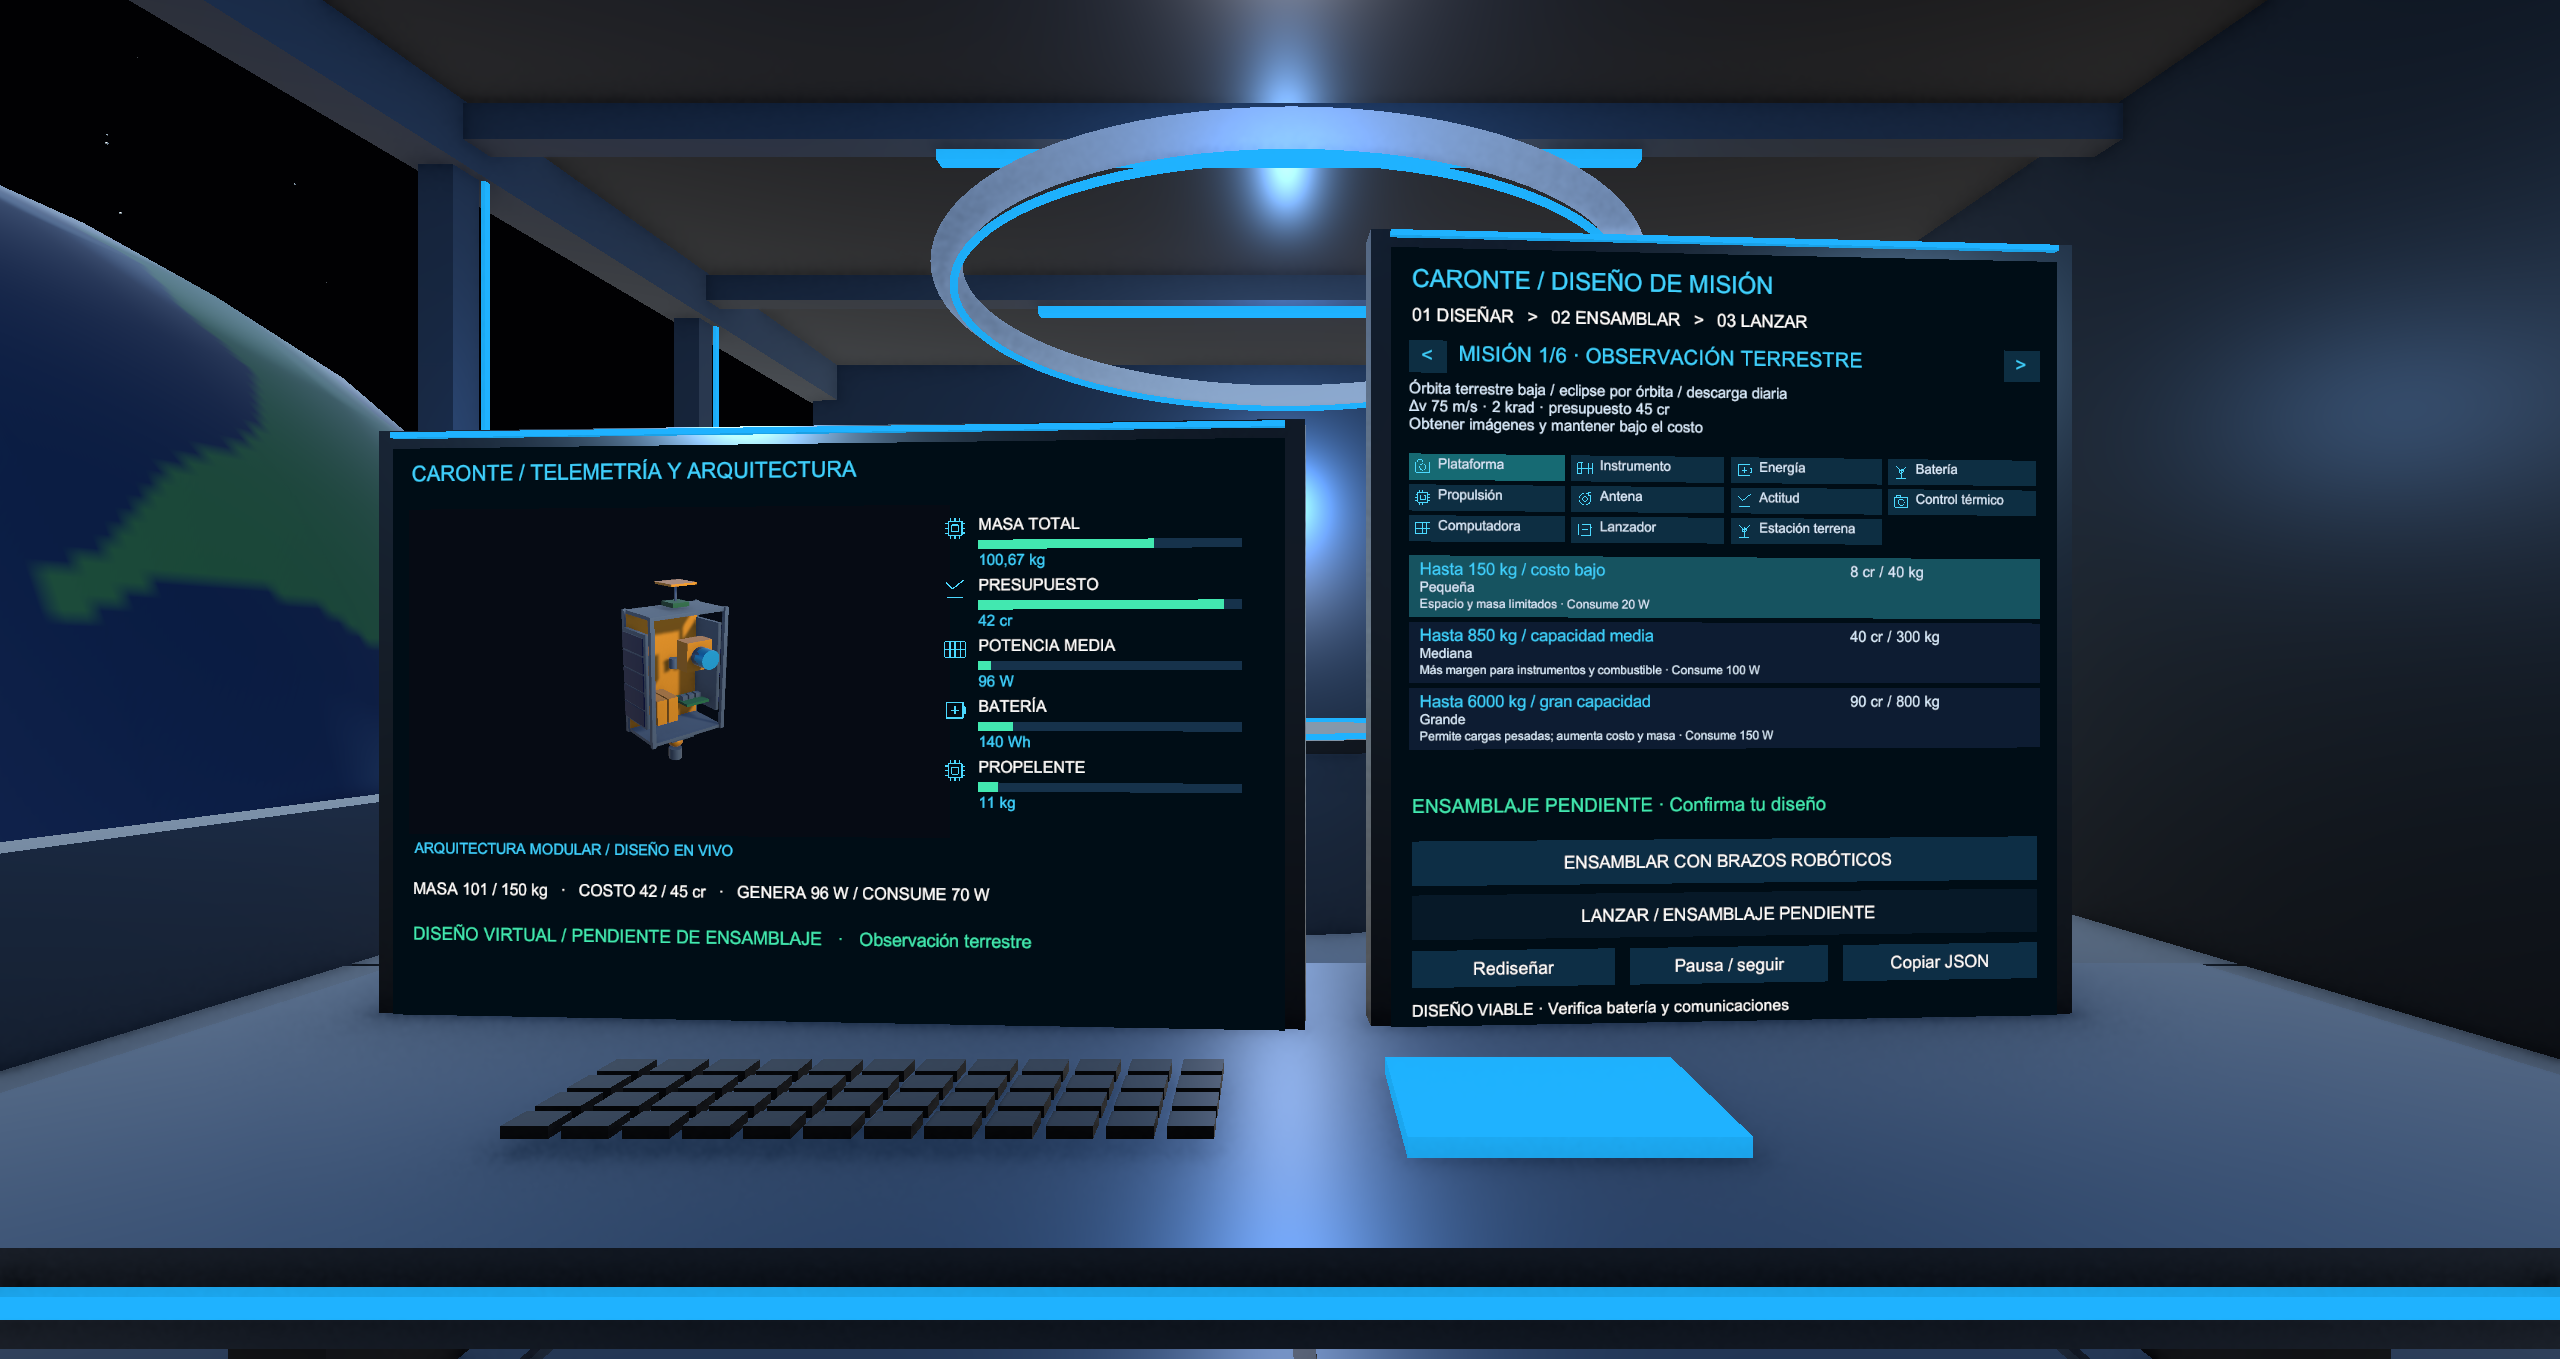 CARONTE / TELEMETRÍA Y ARQUITECTURA
MASA TOTAL
100,67 kg
PRESUPUESTO
42 cr
POTENCIA MEDIA
96 W
BATERÍA
140 Wh
PROPELENTE
11 kg
ARQUITECTURA MODULAR / DISEÑO EN VIVO
MASA 101 / 150 kg · COSTO 42 / 45 cr · GENERA 96 W / CONSUME 70 W
DISEÑO VIRTUAL / PENDIENTE DE ENSAMBLAJE · Observación terrestre
CARONTE / DISEÑO DE MISIÓN
01 DISEÑAR > 02 ENSAMBLAR > 03 LANZAR
< MISIÓN 1/6 · OBSERVACIÓN TERRESTRE >
Órbita terrestre baja / eclipse por órbita / descarga diaria
Δv 75 m/s · 2 krad · presupuesto 45 cr
Obtener imágenes y mantener bajo el costo
Plataforma Instrumento Energía Batería
Propulsión Antena Actitud Control térmico
Computadora Lanzador Estación terrena
Hasta 150 kg / costo bajo 8 cr / 40 kg
Pequeña
Espacio y masa limitados · Consume 20 W
Hasta 850 kg / capacidad media 40 cr / 300 kg
Mediana
Más margen para instrumentos y combustible · Consume 100 W
Hasta 6000 kg / gran capacidad 90 cr / 800 kg
Grande
Permite cargas pesadas; aumenta costo y masa · Consume 150 W
ENSAMBLAJE PENDIENTE · Confirma tu diseño
ENSAMBLAR CON BRAZOS ROBÓTICOS
LANZAR / ENSAMBLAJE PENDIENTE
Rediseñar Pausa / seguir Copiar JSON
DISEÑO VIABLE · Verifica batería y comunicaciones